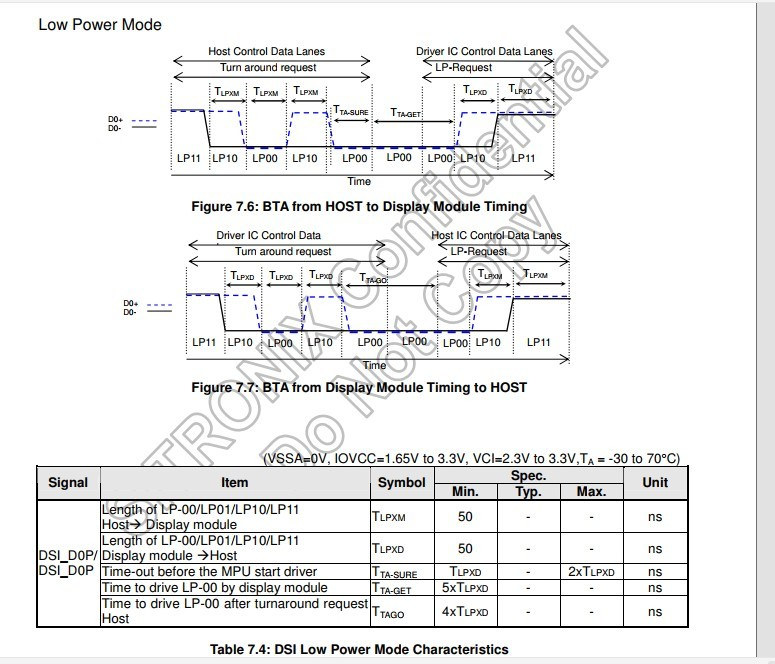 Low Power Mode
Host Control Data Lanes Driver IC Control Data Lanes
Turn around request LP-Request
TLPXM TLPXM TLPXM TLPXD TLPXD
TTA-SURE TTA-GET
D0+
D0-
LP11 LP10 LP00 LP10 LP00 LP00 LP00 LP10 LP11
Time
Figure 7.6: BTA from HOST to Display Module Timing
Driver IC Control Data Host IC Control Data Lanes
Turn around request LP-Request
TLPXD TLPXD TLPXD TTA-GO TLPXM TLPXM
D0+
D0-
LP11 LP10 LP00 LP10 LP00 LP00 LP00 LP10 LP11
Time
Figure 7.7: BTA from Display Module Timing to HOST
(VSSA=0V, IOVCC=1.65V to 3.3V, VCI=2.3V to 3.3V,TA = -30 to 70°C)
Signal Item Symbol Spec. Unit
Min. Typ. Max.
Length of LP-00/LP01/LP10/LP11
Host→ Display module TLPXM 50 - - ns
Length of LP-00/LP01/LP10/LP11
Display module →Host TLPXD 50 - - ns
DSI_D0P/
DSI_D0P
Time-out before the MPU start driver TTA-SURE TLPXD - 2xTLPXD ns
Time to drive LP-00 by display module TTA-GET 5xTLPXD - - ns
Time to drive LP-00 after turnaround request
Host TTAGO 4xTLPXD - - ns
Table 7.4: DSI Low Power Mode Characteristics
SITRONIX Confidential
Do Not Copy